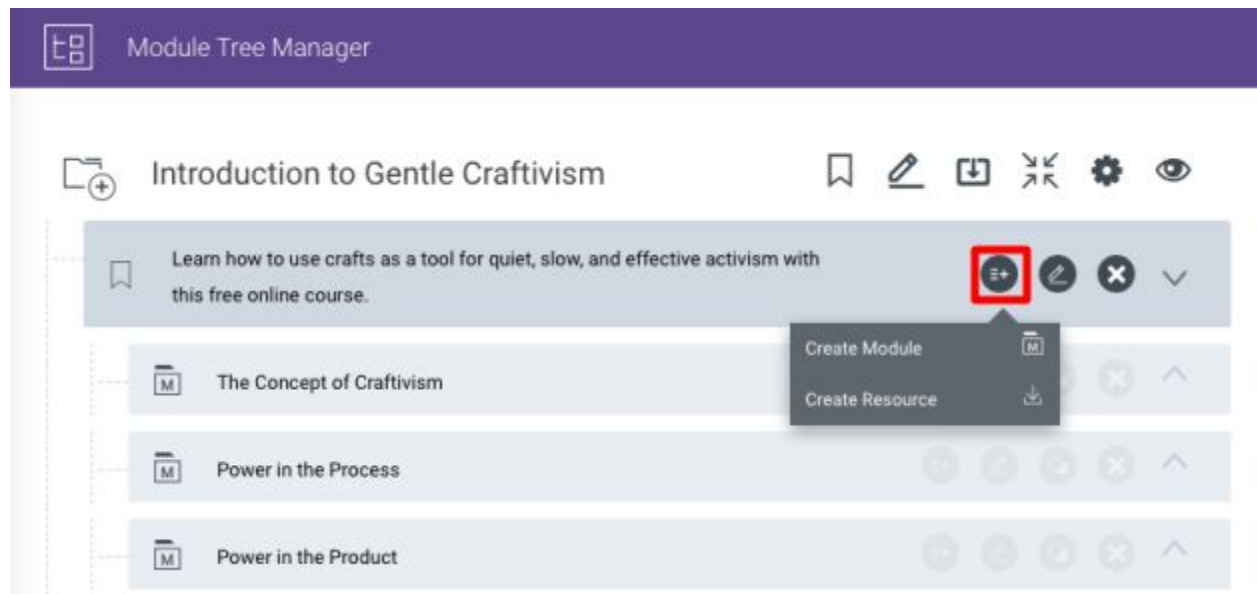 Module Tree Manager
Introduction to Gentle Craftivism
Learn how to use crafts as a tool for quiet, slow, and effective activism with
this free online course.
Create Module M
Create Resource
M The Concept of Craftivism
M Power in the Process
M Power in the Product